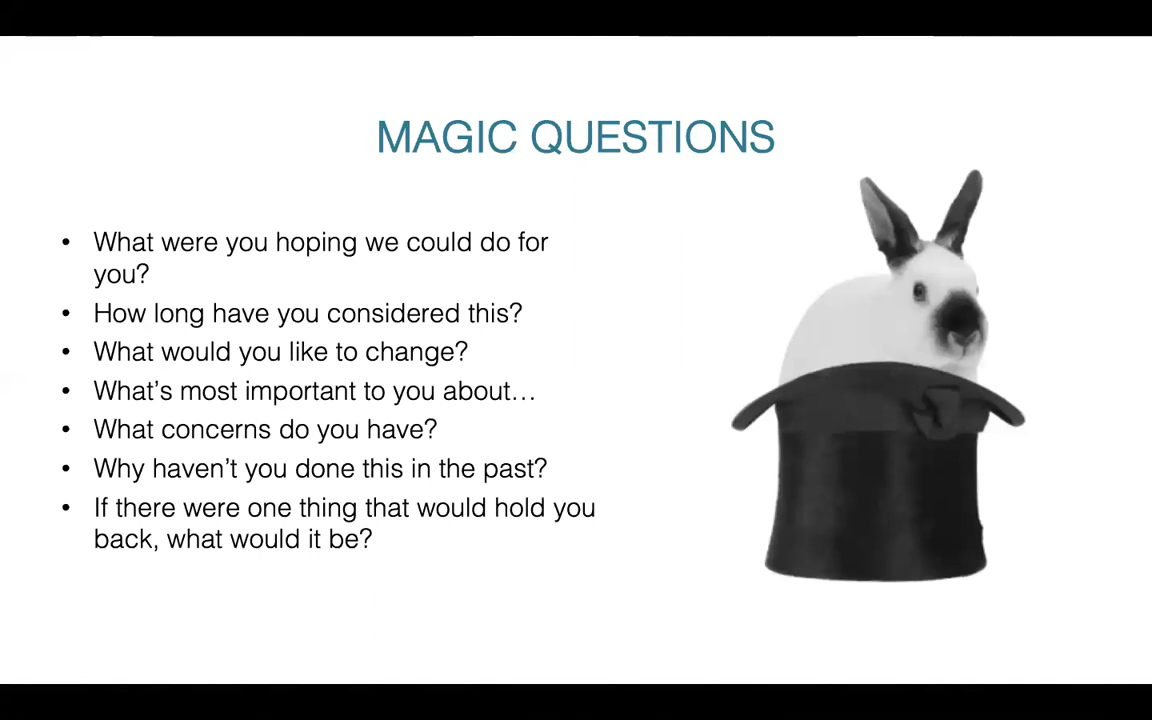 MAGIC QUESTIONS
• What were you hoping we could do for
you?
• How long have you considered this?
• What would you like to change?
• What’s most important to you about…
• What concerns do you have?
• Why haven’t you done this in the past?
• If there were one thing that would hold you
back, what would it be?